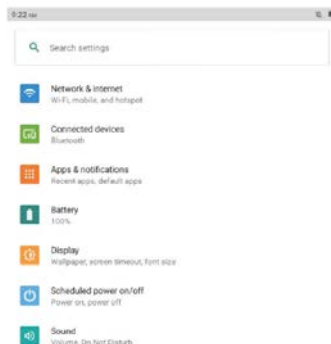 9:22 AM
Search settings
Network & internet
Wi-Fi, mobile, and hotspot
Connected devices
Bluetooth
Apps & notifications
Recent apps, default apps
Battery
100%
Display
Wallpaper, screen timeout, font size
Scheduled power on/off
Power on, power off
Sound
Volume, Do Not Disturb